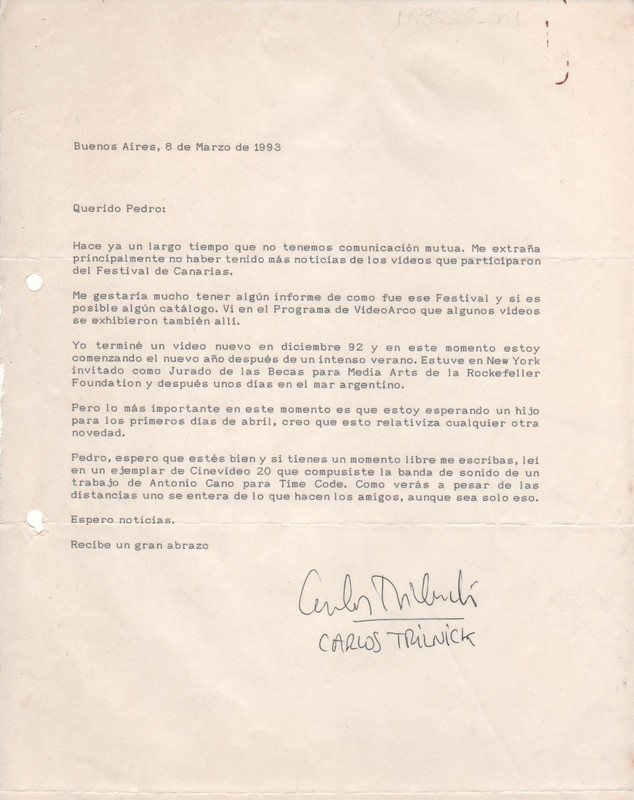 19930308_001
Buenos Aires, 8 de Marzo de 1993
Querido Pedro:
Hace ya un largo tiempo que no tenemos comunicación mutua. Me extraña
principalmente no haber tenido más noticias de los videos que participaron
del Festival de Canarias.
Me gestaría mucho tener algún informe de como fue ese Festival y si es
posible algún catálogo. Vi en el Programa de VideoArco que algunos videos
se exhibieron también allí.
Yo terminé un video nuevo en diciembre 92 y en este momento estoy
comenzando el nuevo año después de un intenso verano. Estuve en New York
invitado como Jurado de las Becas para Media Arts de la Rockefeller
Foundation y después unos días en el mar argentino.
Pero lo más importante en este momento es que estoy esperando un hijo
para los primeros días de abril, creo que esto relativiza cualquier otra
novedad.
Pedro, espero que estés bien y si tienes un momento libre me escribas, leí
en un ejemplar de Cinevideo 20 que compusiste la banda de sonido de un
trabajo de Antonio Cano para Time Code. Como verás a pesar de las
distancias uno se entera de lo que hacen los amigos, aunque sea solo eso.
Espero noticias.
Recibe un gran abrazo
Carlos Trilnick
CARLOS TRILNICK